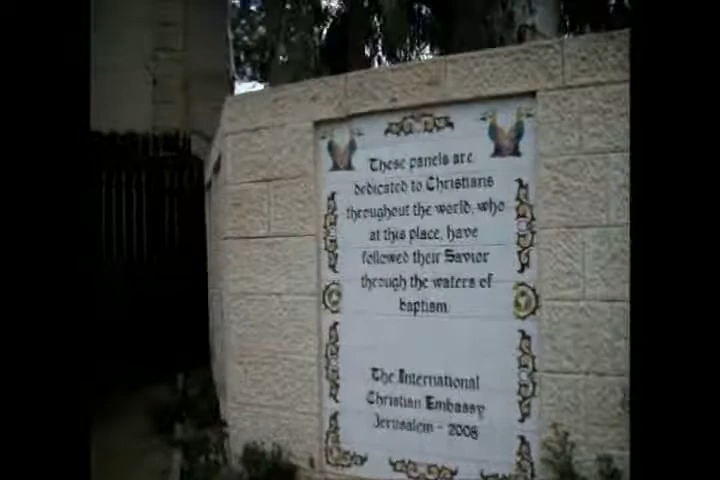 These panels are
dedicated to Christians
throughout the world, who
at this place, have
followed their Savior
through the waters of
baptism.
The International
Christian Embassy
Jerusalem - 2008